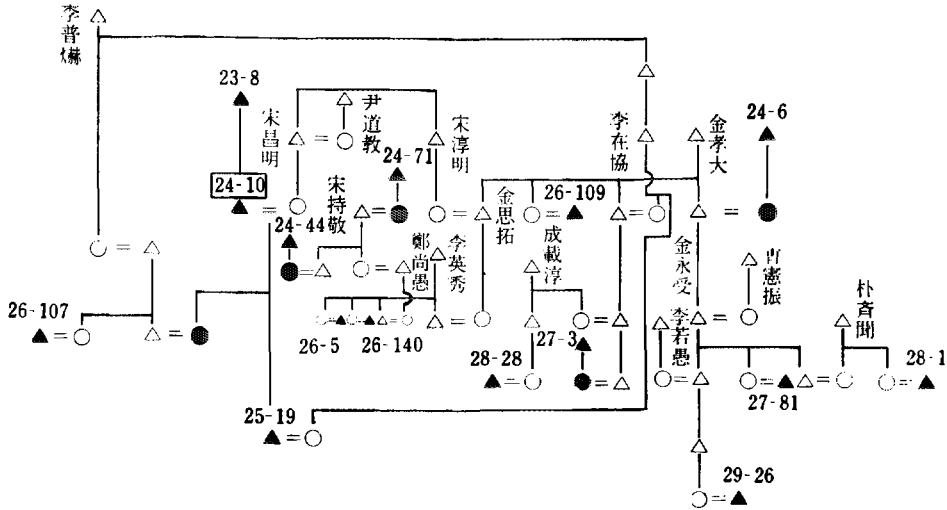 李普爀
23-8
宋昌明
尹道教
24-71
宋淳明
李在協
金孝大
24-6
24-10
24-44
宋持敬
鄭尚愚
李英秀
金思拓
26-109
成載淳
金永受
憲振
朴斉聞
26-107
26-5
26-140
28-28
27-3
李若愚
27-81
28-1
25-19
29-26